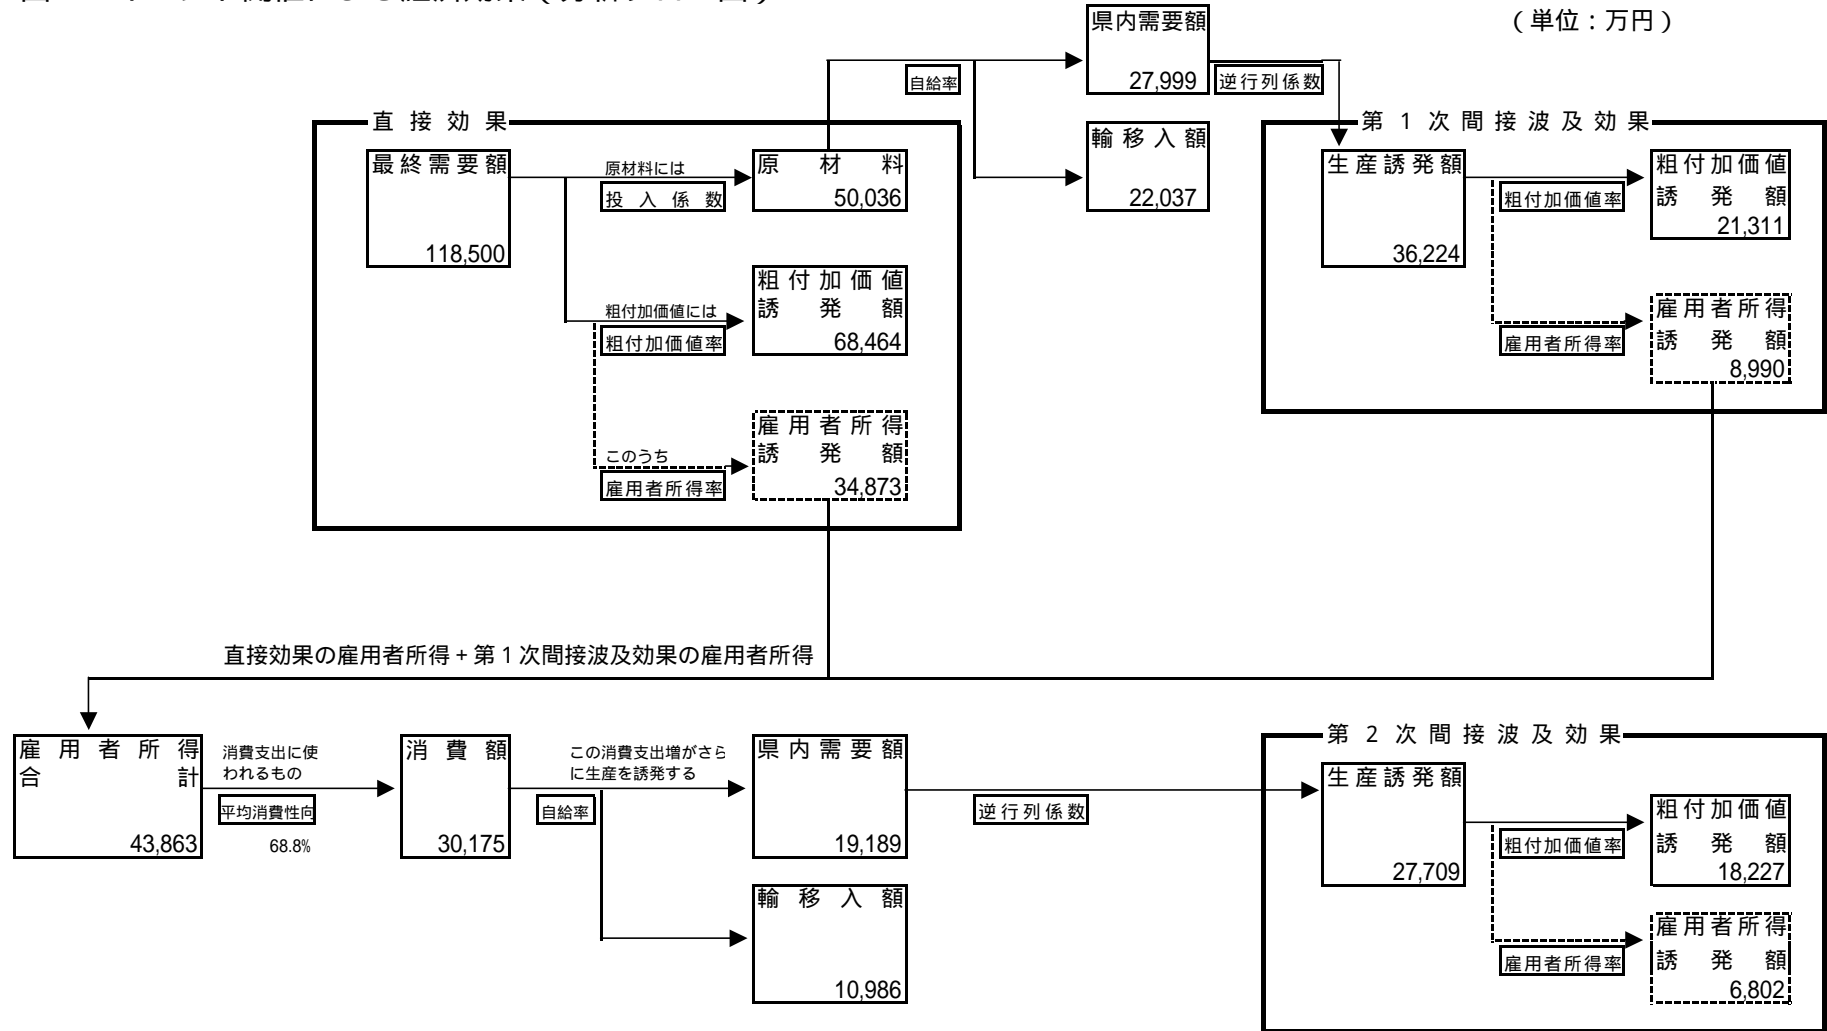 (単位:万円)
県内需要額
27,999
自給率
逆行列係数
輸移入額
22,037
直接効果
最終需要額
118,500
原材料には
投入係数
原材料
50,036
粗付加価値には
粗付加価値率
粗付加価値
誘発額
68,464
このうち
雇用者所得率
雇用者所得
誘発額
34,873
第1次間接波及効果
生産誘発額
36,224
粗付加価値率
粗付加価値
誘発額
21,311
雇用者所得率
雇用者所得
誘発額
8,990
直接効果の雇用者所得+第1次間接波及効果の雇用者所得
雇用者所得
合計
43,863
消費支出に使
われるもの
平均消費性向
68.8%
消費額
30,175
この消費支出増がさら
に生産を誘発する
自給率
県内需要額
19,189
輸移入額
10,986
逆行列係数
第2次間接波及効果
生産誘発額
27,709
粗付加価値率
粗付加価値
誘発額
18,227
雇用者所得率
雇用者所得
誘発額
6,802